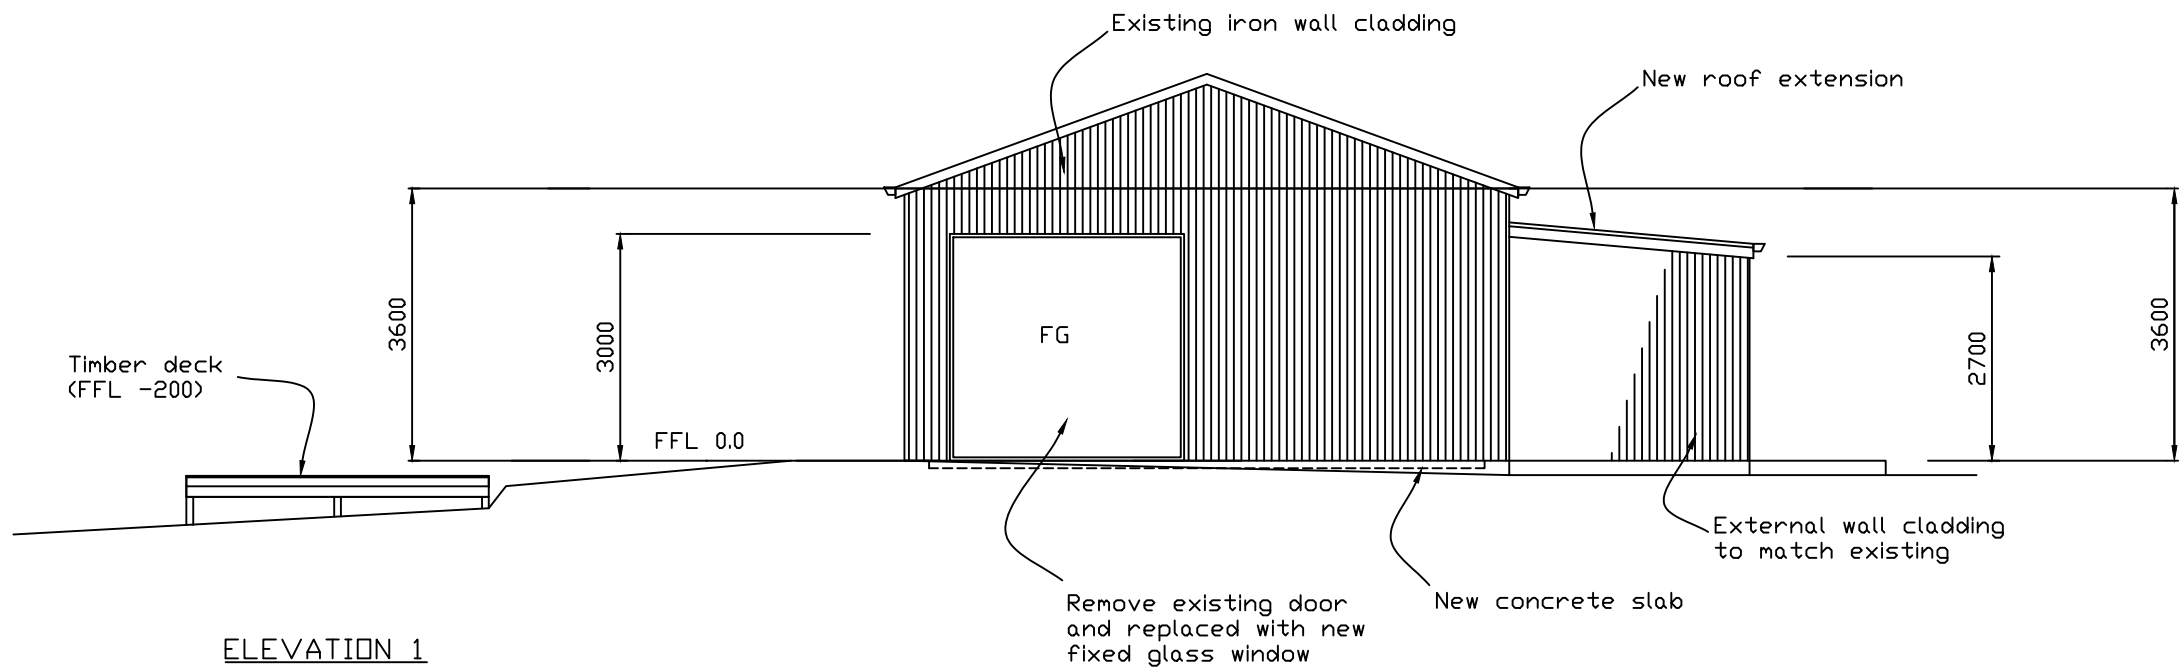 Existing iron wall cladding
New roof extension
3600
3000
FG
2700
3600
Timber deck
(FFL -200)
FFL 0.0
External wall cladding
to match existing
New concrete slab
Remove existing door
and replaced with new
fixed glass window
ELEVATION 1